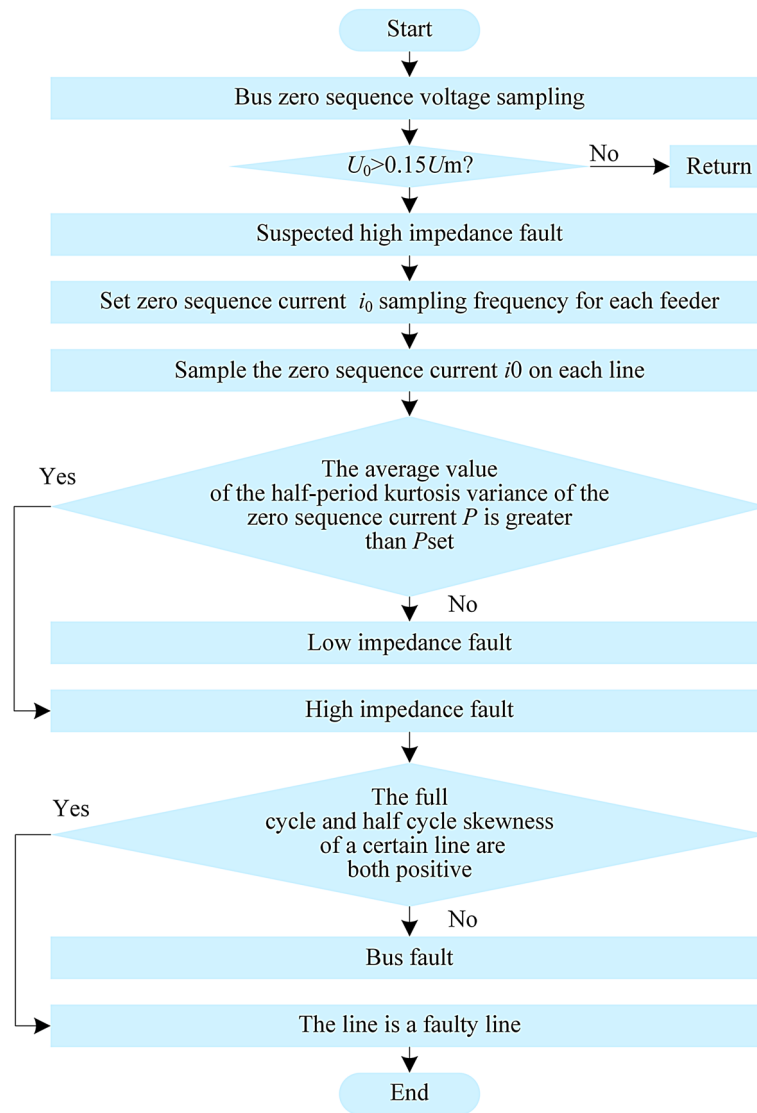 Start
Bus zero sequence voltage sampling
U₀>0.15Um?
No
Return
Suspected high impedance fault
Set zero sequence current i₀ sampling frequency for each feeder
Sample the zero sequence current i0 on each line
Yes
The average value
of the half-period kurtosis variance of the
zero sequence current P is greater
than Pset
No
Low impedance fault
High impedance fault
Yes
The full
cycle and half cycle skewness
of a certain line are
both positive
No
Bus fault
The line is a faulty line
End